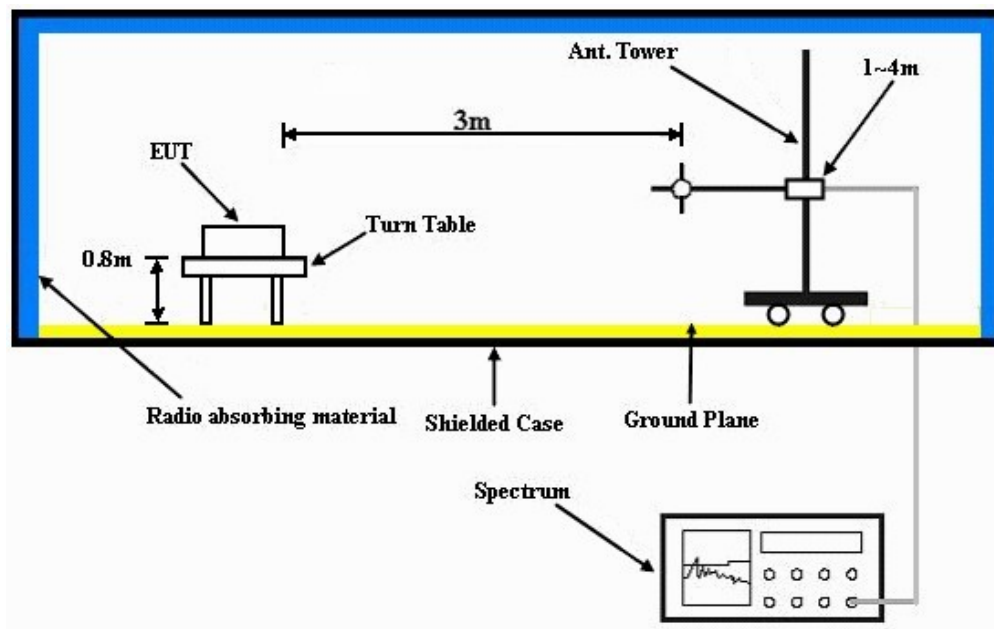 Ant. Tower
1~4m
3m
EUT
Turn Table
0.8m
Radio absorbing material
Shielded Case
Ground Plane
Spectrum